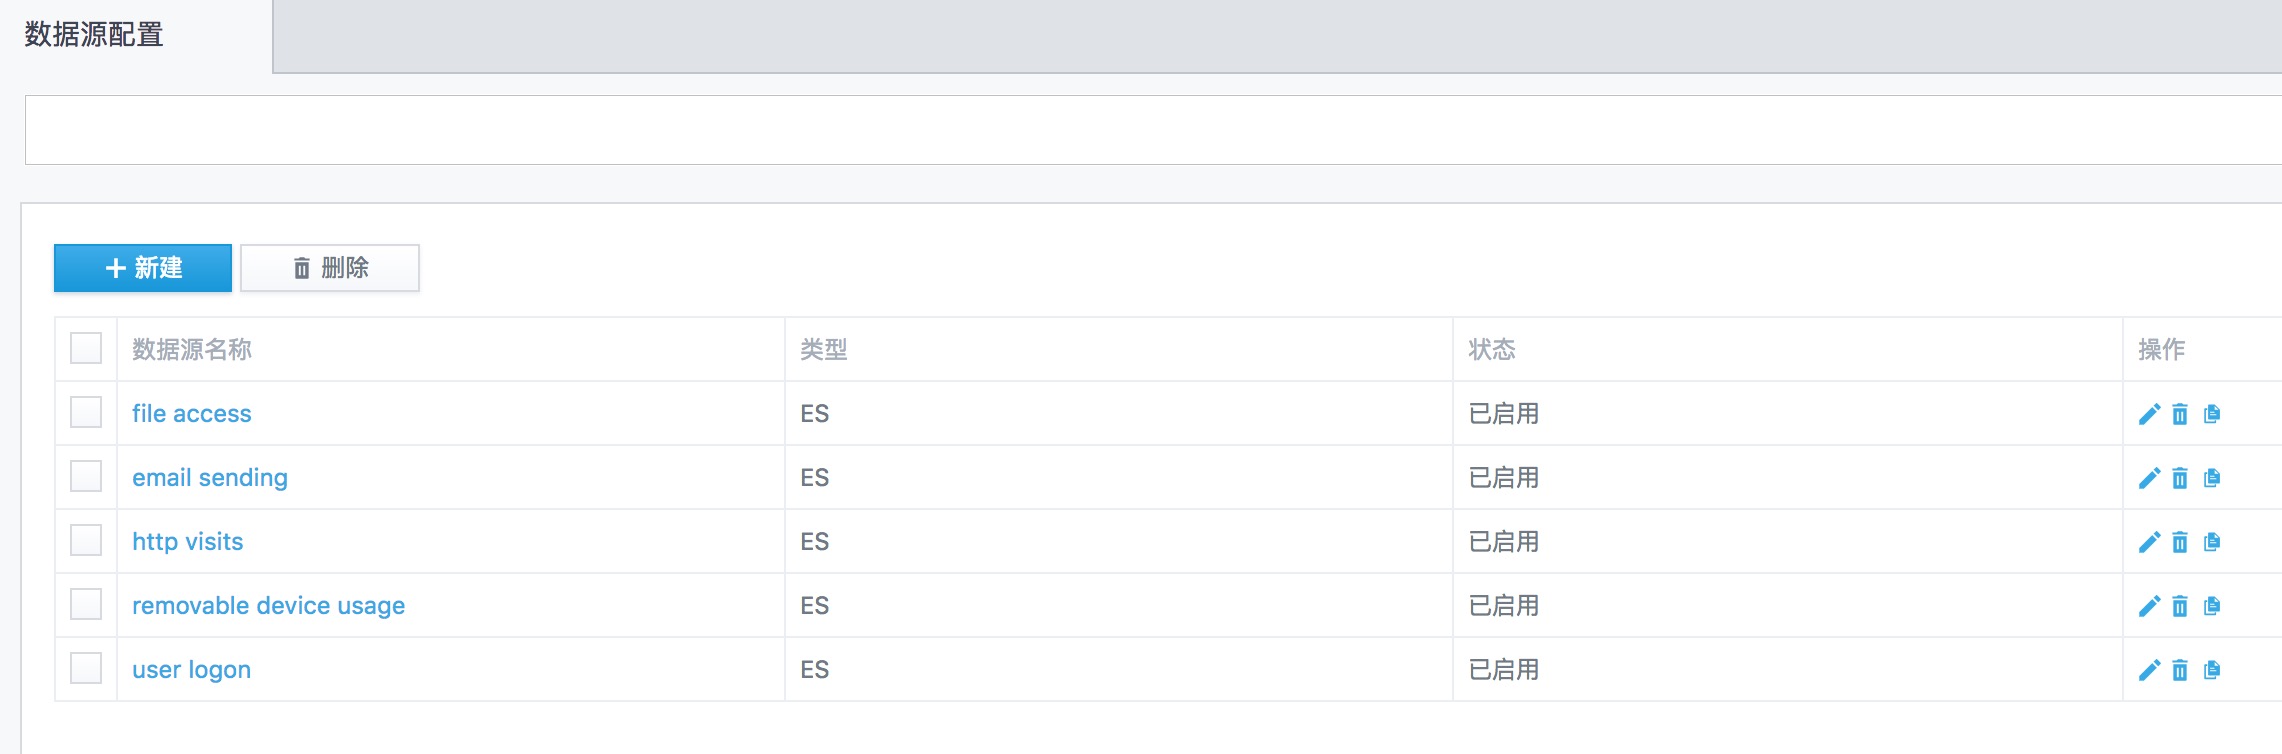 数据源配置
新建 删除
数据源名称 类型 状态 操作
file access ES 已启用
email sending ES 已启用
http visits ES 已启用
removable device usage ES 已启用
user logon ES 已启用